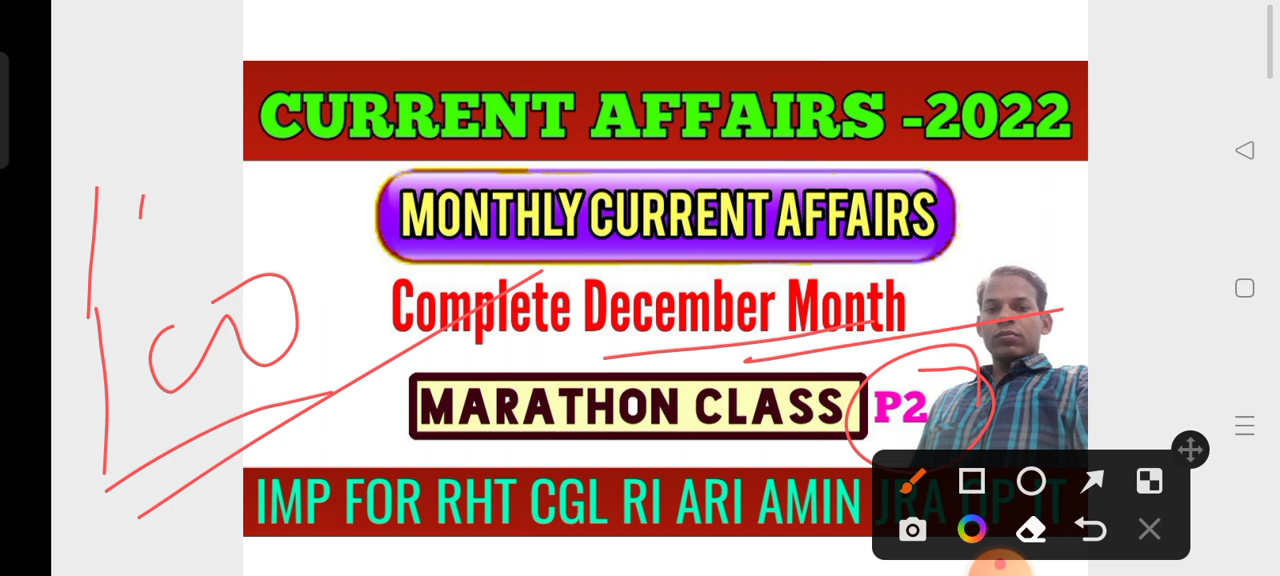 CURRENT AFFAIRS -2022
MONTHLY CURRENT AFFAIRS
Complete December Month
MARATHON CLASS P2
IMP FOR RHT CGL RI ARI AMIN JRA